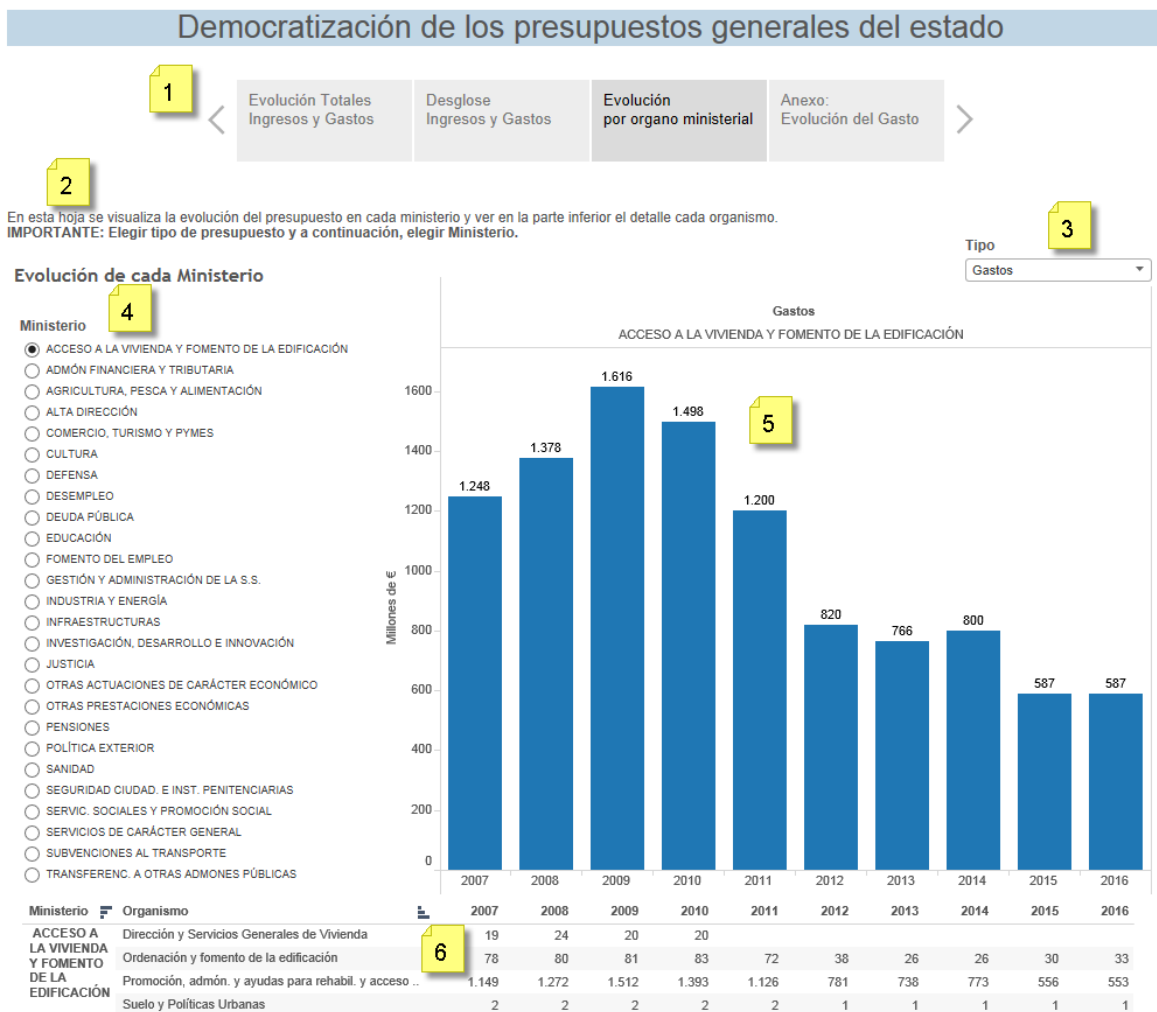 Democratización de los presupuestos generales del estado
1
Evolución Totales
Ingresos y Gastos
Desglose
Ingresos y Gastos
Evolución
por organo ministerial
Anexo:
Evolución del Gasto
2
En esta hoja se visualiza la evolución del presupuesto en cada ministerio y ver en la parte inferior el detalle cada organismo.
IMPORTANTE: Elegir tipo de presupuesto y a continuación, elegir Ministerio.
3
Tipo
Gastos
Evolución de cada Ministerio
4
Ministerio
ACCESO A LA VIVIENDA Y FOMENTO DE LA EDIFICACIÓN
ADMÓN FINANCIERA Y TRIBUTARIA
AGRICULTURA, PESCA Y ALIMENTACIÓN
ALTA DIRECCIÓN
COMERCIO, TURISMO Y PYMES
CULTURA
DEFENSA
DESEMPLEO
DEUDA PÚBLICA
EDUCACIÓN
FOMENTO DEL EMPLEO
GESTIÓN Y ADMINISTRACIÓN DE LA S.S.
INDUSTRIA Y ENERGÍA
INFRAESTRUCTURAS
INVESTIGACIÓN, DESARROLLO E INNOVACIÓN
JUSTICIA
OTRAS ACTUACIONES DE CARÁCTER ECONÓMICO
OTRAS PRESTACIONES ECONÓMICAS
PENSIONES
POLÍTICA EXTERIOR
SANIDAD
SEGURIDAD CIUDAD. E INST. PENITENCIARIAS
SERVIC. SOCIALES Y PROMOCIÓN SOCIAL
SERVICIOS DE CARÁCTER GENERAL
SUBVENCIONES AL TRANSPORTE
TRANSFERENC. A OTRAS ADMONES PÚBLICAS
Gastos
ACCESO A LA VIVIENDA Y FOMENTO DE LA EDIFICACIÓN
5
Millones de €
1600
1400
1200
1000
800
600
400
200
0
1.248
1.378
1.616
1.498
1.200
820
766
800
587
587
2007 2008 2009 2010 2011 2012 2013 2014 2015 2016
Ministerio Organismo 2007 2008 2009 2010 2011 2012 2013 2014 2015 2016
ACCESO A
LA VIVIENDA
Y FOMENTO
DE LA
EDIFICACIÓN
6
Dirección y Servicios Generales de Vivienda 19 24 20 20
Ordenación y fomento de la edificación 78 80 81 83 72 38 26 26 30 33
Promoción, admón. y ayudas para rehabil. y acceso .. 1.149 1.272 1.512 1.393 1.126 781 738 773 556 553
Suelo y Políticas Urbanas 2 2 2 2 2 1 1 1 1 1